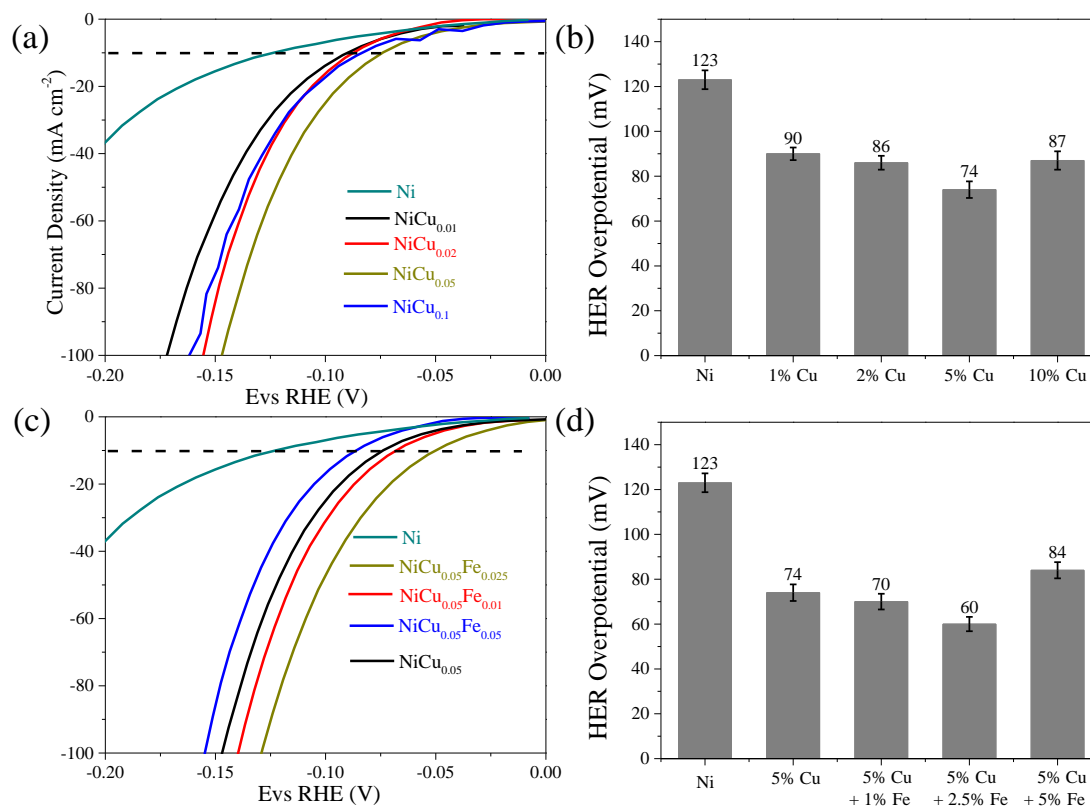 (a)
0
-20
-40
-60
-80
-100
Current Density (mA cm⁻²)
Ni
NiCu₀.₀₁
NiCu₀.₀₂
NiCu₀.₀₅
NiCu₀.₁
-0.20 -0.15 -0.10 -0.05 0.00
Evs RHE (V)
(b)
140
120
100
80
60
40
20
0
HER Overpotential (mV)
123
90
86
74
87
Ni 1% Cu 2% Cu 5% Cu 10% Cu
(c)
0
-20
-40
-60
-80
-100
Current Density (mA cm⁻²)
Ni
NiCu₀.₀₅Fe₀.₀₂₅
NiCu₀.₀₅Fe₀.₀₁
NiCu₀.₀₅Fe₀.₀₅
NiCu₀.₀₅
-0.20 -0.15 -0.10 -0.05 0.00
Evs RHE (V)
(d)
140
120
100
80
60
40
20
0
HER Overpotential (mV)
123
74
70
60
84
Ni 5% Cu 5% Cu 5% Cu 5% Cu
+ 1% Fe + 2.5% Fe + 5% Fe